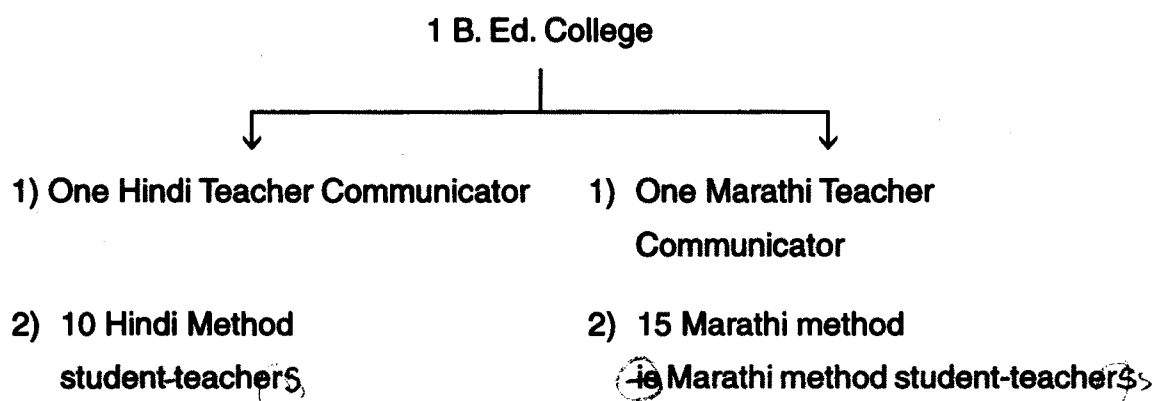 1 B. Ed. College
1) One Hindi Teacher Communicator
2) 10 Hindi Method
student-teachers
1) One Marathi Teacher
Communicator
2) 15 Marathi method
ie Marathi method student-teachers